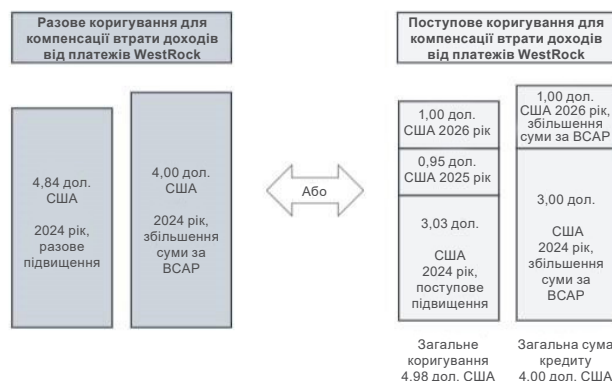 Разове коригування для
компенсації втрати доходів
від платежів WestRock
4,84 дол.
США
2024 рік,
разове
підвищення
4,00 дол.
США
2024 рік,
збільшення
суми за
ВСАР
Або
Поступове коригування для
компенсації втрати доходів
від платежів WestRock
1,00 дол.
США 2026 рік
0,95 дол.
США 2025 рік
3,03 дол.
США
2024 рік,
поступове
підвищення
1,00 дол.
США 2026 рік,
збільшення
суми за ВСАР
3,00 дол.
США
2024 рік,
збільшення
суми за
ВСАР
Загальне
коригування
4,98 дол. США
Загальна сума
кредиту
4,00 дол. США